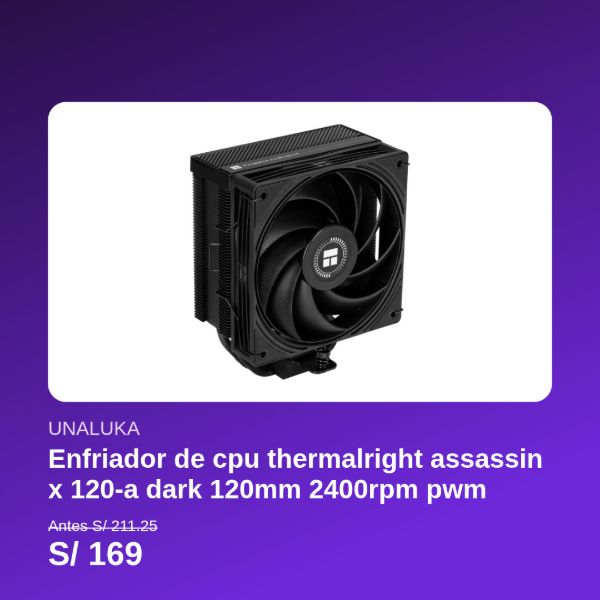 UNALUKA
Enfriador de cpu thermalright assassin
x 120-a dark 120mm 2400rpm pwm
Antes S/ 211.25
S/ 169